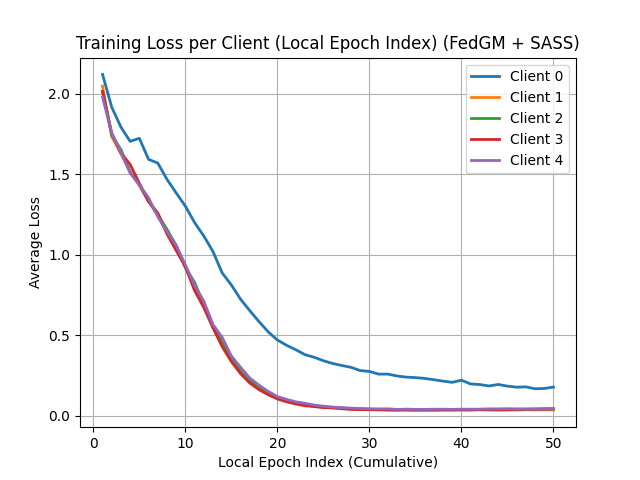 Training Loss per Client (Local Epoch Index) (FedGM + SASS)
Client 0
Client 1
Client 2
Client 3
Client 4
Average Loss
2.0
1.5
1.0
0.5
0.0
0 10 20 30 40 50
Local Epoch Index (Cumulative)